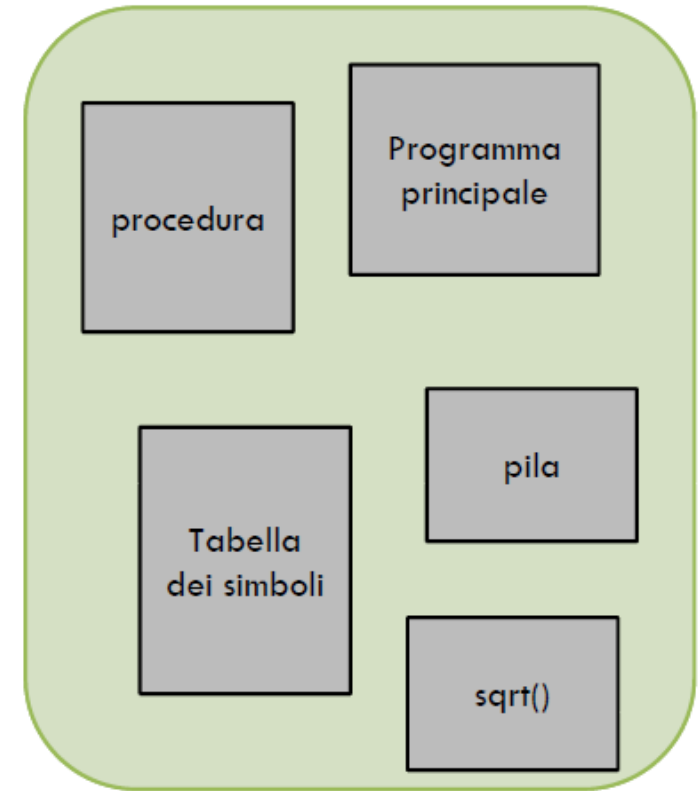 Programma
principale
procedura
pila
Tabella
dei simboli
sqrt()